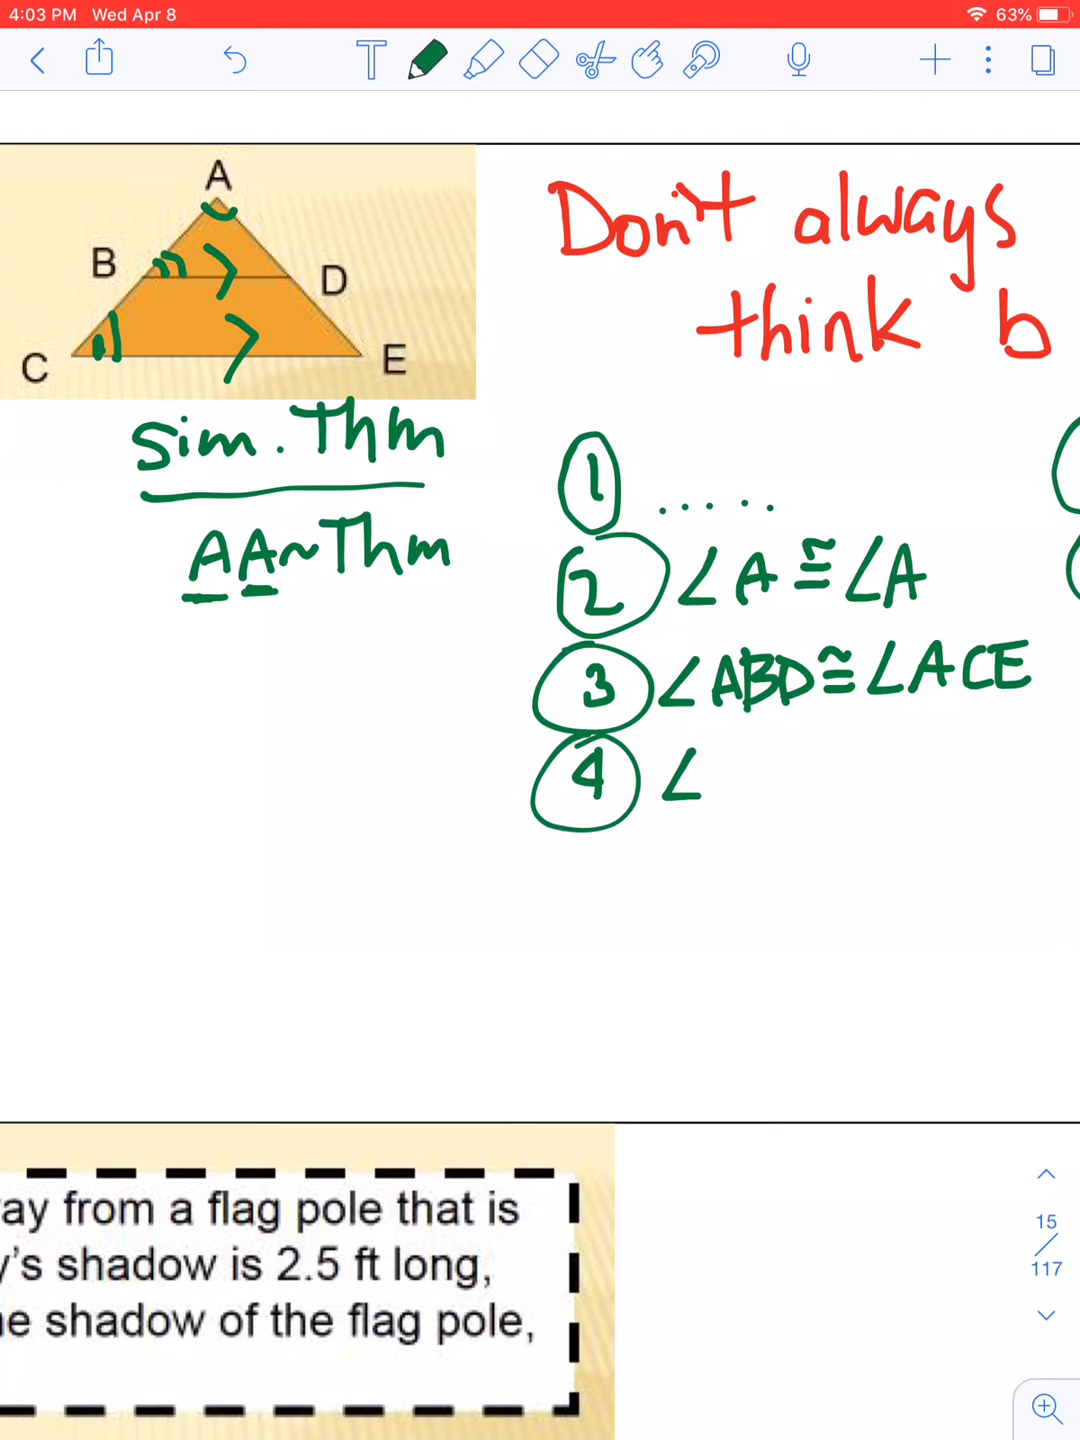 4:03 PM Wed Apr 8
63%
T
A
B
D
C
E
Don't always
think b
Sim. Thm
AA~Thm
1 .....
2 ∠A ≅ ∠A
3 ∠ABD ≅ ∠ACE
4 ∠
ay from a flag pole that is
y's shadow is 2.5 ft long,
e shadow of the flag pole,
15
117